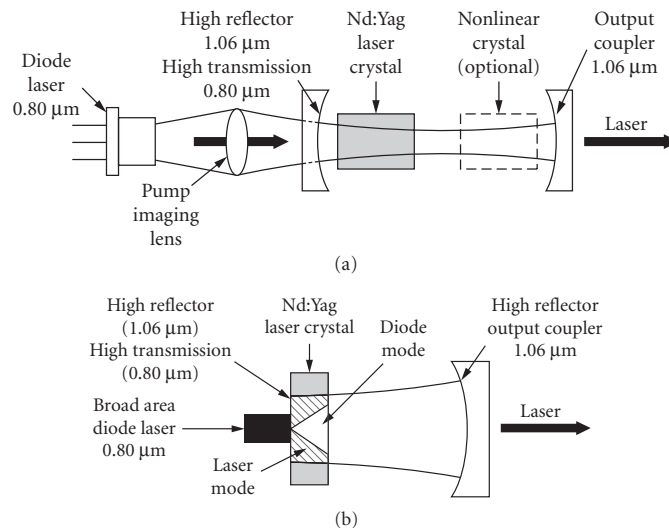 High reflector
1.06 μm
High transmission
0.80 μm
Nd:Yag
laser
crystal
Nonlinear
crystal
(optional)
Output
coupler
1.06 μm
Diode
laser
0.80 μm
Laser
Pump
imaging
lens
(a)
High reflector
(1.06 μm)
High transmission
(0.80 μm)
Nd:Yag
laser crystal
Diode
mode
High reflector
output coupler
1.06 μm
Broad area
diode laser
0.80 μm
Laser
mode
Laser
(b)